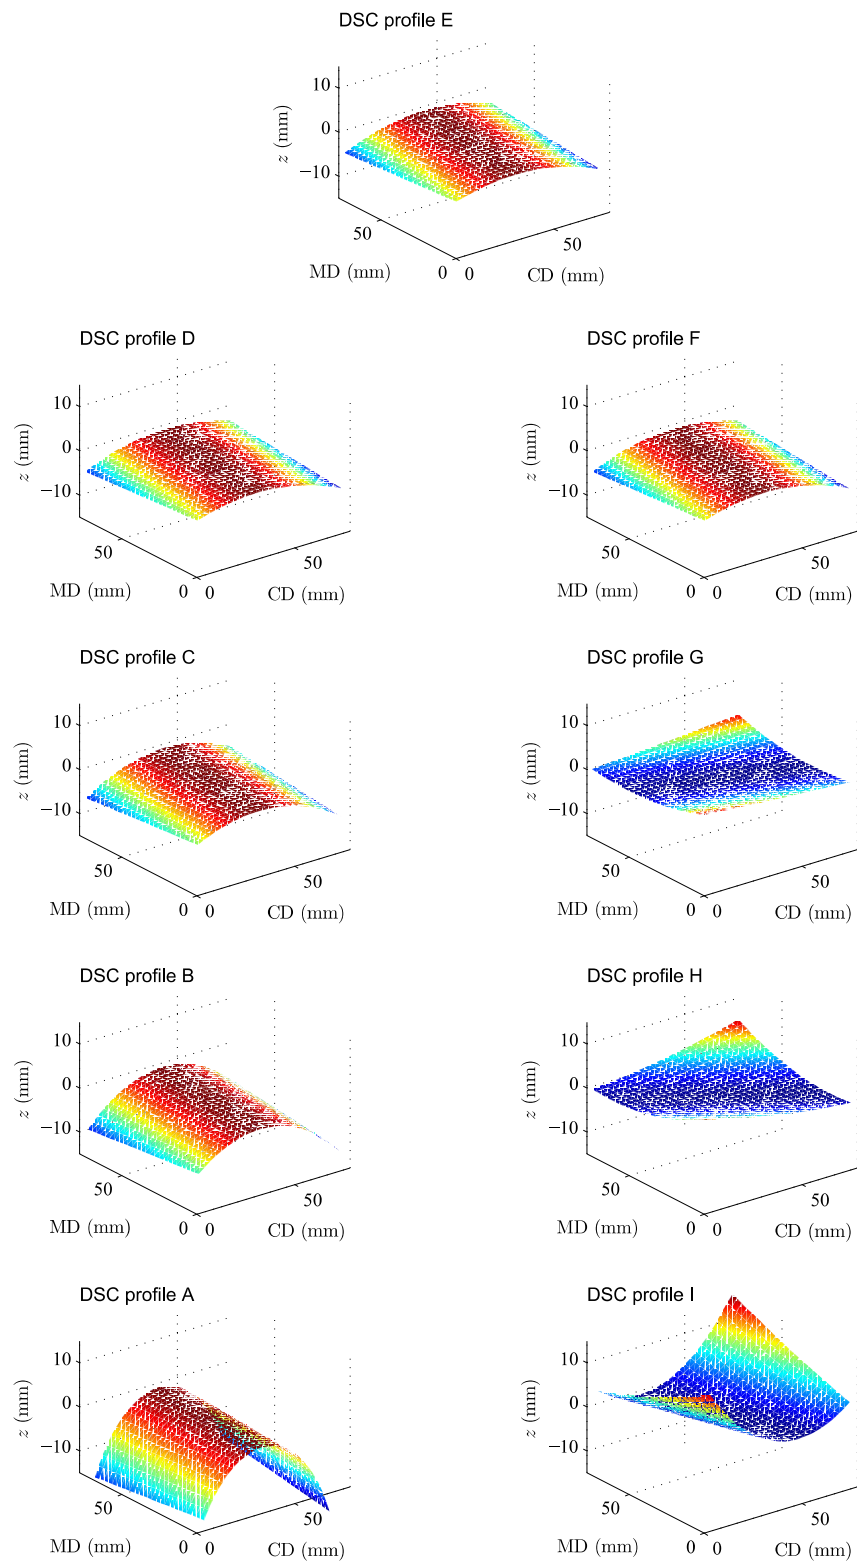 DSC profile E
10
0
−10
z (mm)
50
0
MD (mm)
0
50
CD (mm)
DSC profile D
10
0
−10
z (mm)
50
0
MD (mm)
0
50
CD (mm)
DSC profile F
10
0
−10
z (mm)
50
0
MD (mm)
0
50
CD (mm)
DSC profile C
10
0
−10
z (mm)
50
0
MD (mm)
0
50
CD (mm)
DSC profile G
10
0
−10
z (mm)
50
0
MD (mm)
0
50
CD (mm)
DSC profile B
10
0
−10
z (mm)
50
0
MD (mm)
0
50
CD (mm)
DSC profile H
10
0
−10
z (mm)
50
0
MD (mm)
0
50
CD (mm)
DSC profile A
10
0
−10
z (mm)
50
0
MD (mm)
0
50
CD (mm)
DSC profile I
10
0
−10
z (mm)
50
0
MD (mm)
0
50
CD (mm)